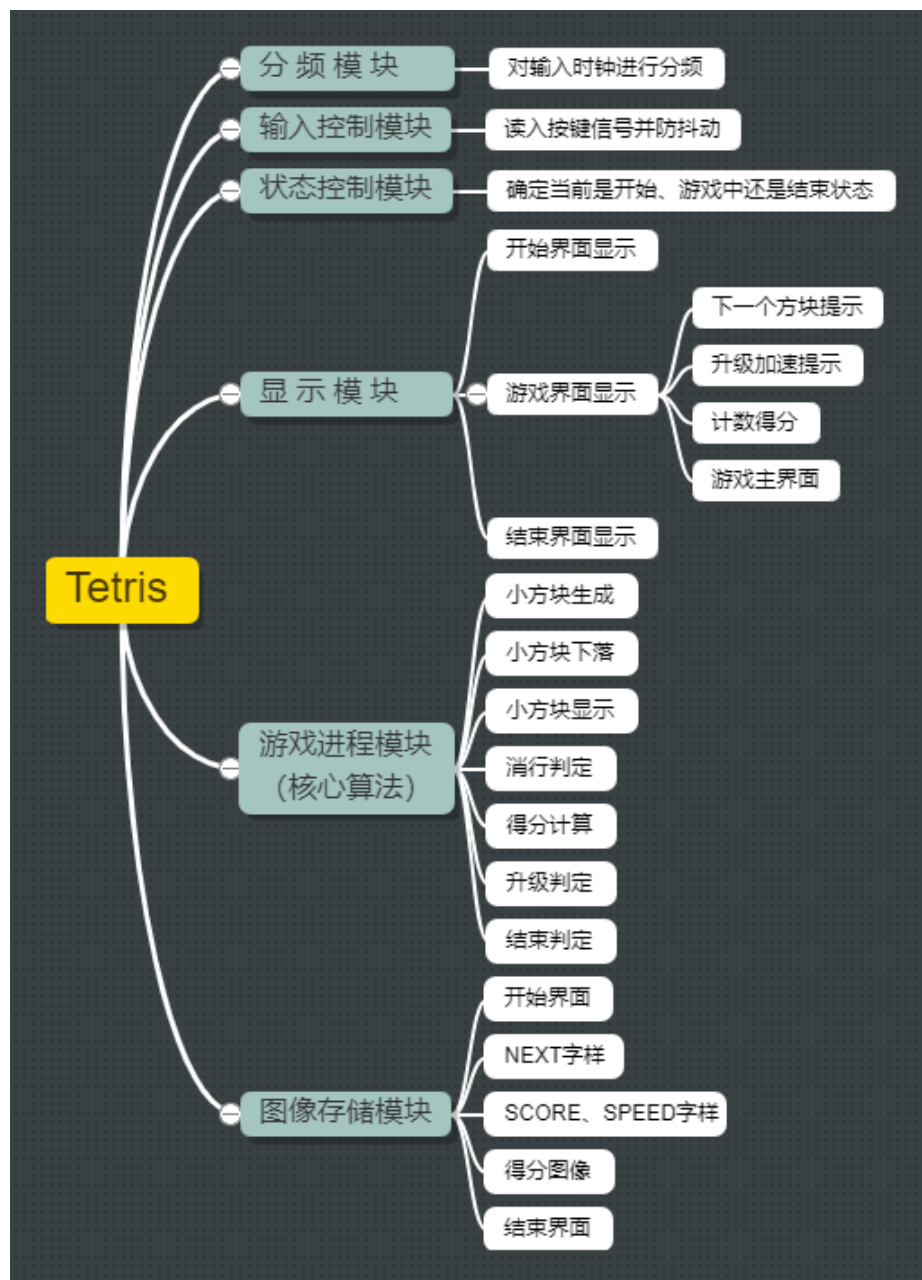 分 频 模 块
对输入时钟进行分频
输入控制模块
读入按键信号并防抖动
状态控制模块
确定当前是开始、游戏中还是结束状态
开始界面显示
下一个方块提示
升级加速提示
显 示 模 块
游戏界面显示
计数得分
游戏主界面
结束界面显示
Tetris
小方块生成
小方块下落
小方块显示
游戏进程模块
（核心算法）
消行判定
得分计算
升级判定
结束判定
开始界面
NEXT字样
图像存储模块
SCORE、SPEED字样
得分图像
结束界面